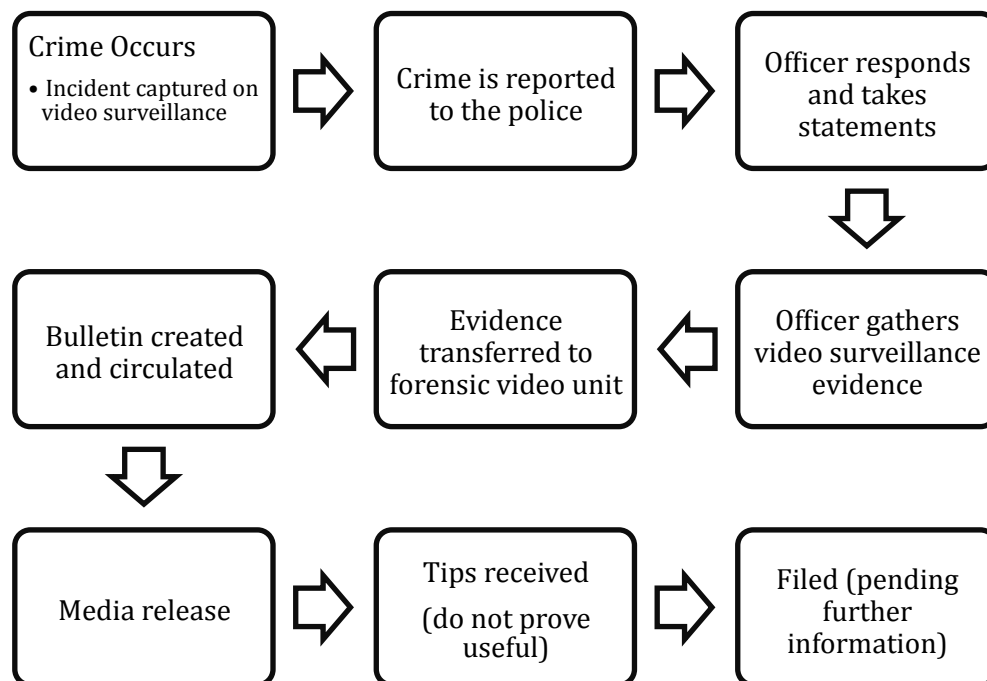 Crime Occurs
• Incident captured on
video surveillance
Crime is reported
to the police
Officer responds
and takes
statements
Officer gathers
video surveillance
evidence
Evidence
transferred to
forensic video unit
Bulletin created
and circulated
Media release
Tips received
(do not prove
useful)
Filed (pending
further
information)